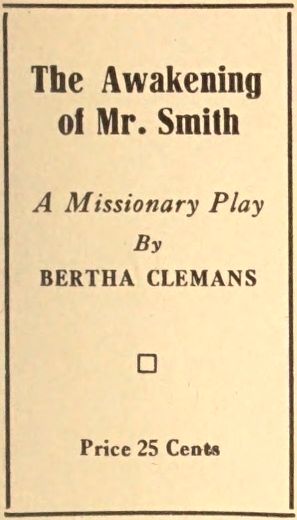 The Awakening
of Mr. Smith
A Missionary Play
By
BERTHA CLEMANS
Price 25 Cents